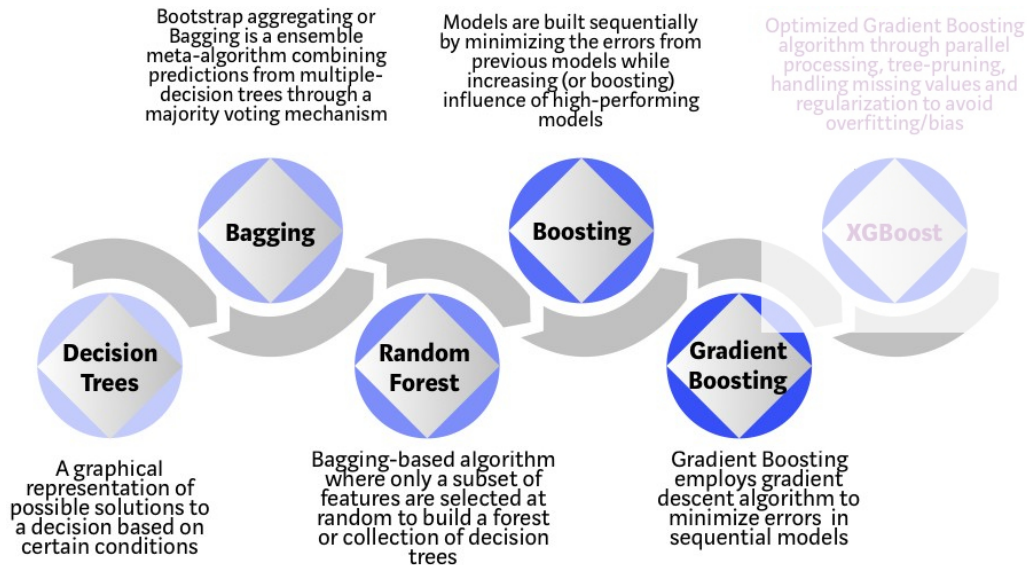 Bootstrap aggregating or
Bagging is a ensemble
meta-algorithm combining
predictions from multiple-
decision trees through a
majority voting mechanism
Models are built sequentially
by minimizing the errors from
previous models while
increasing (or boosting)
influence of high-performing
models
Optimized Gradient Boosting
algorithm through parallel
processing, tree-pruning,
handling missing values and
regularization to avoid
overfitting/bias
Bagging
Boosting
XGBoost
Decision
Trees
Random
Forest
Gradient
Boosting
A graphical
representation of
possible solutions to
a decision based on
certain conditions
Bagging-based algorithm
where only a subset of
features are selected at
random to build a forest
or collection of decision
trees
Gradient Boosting
employs gradient
descent algorithm to
minimize errors in
sequential models